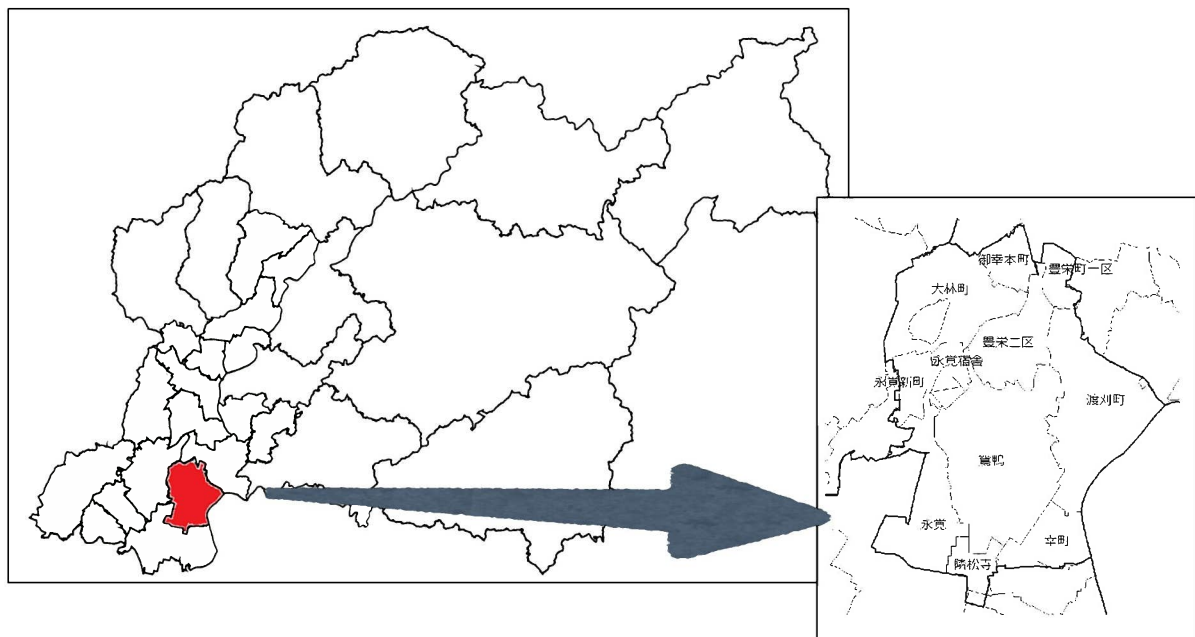 御幸本町
豊栄町一区
大林町
豊栄二区
永覚宿舎
永覚新町
渡刈町
鴛鴨
永覚
幸町
隣松寺